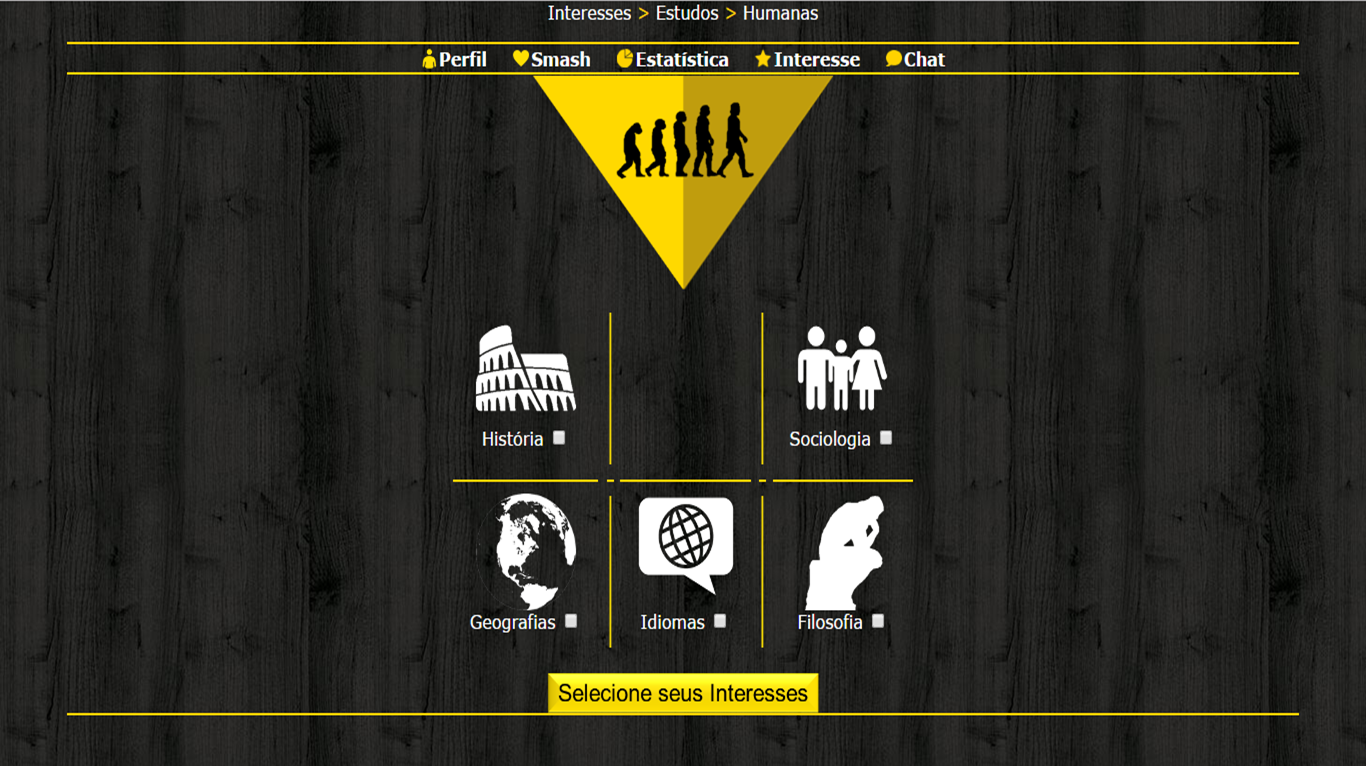 Interesses > Estudos > Humanas
Perfil Smash Estatística Interesse Chat
História Sociologia
Geografias Idiomas Filosofia
Selecione seus Interesses